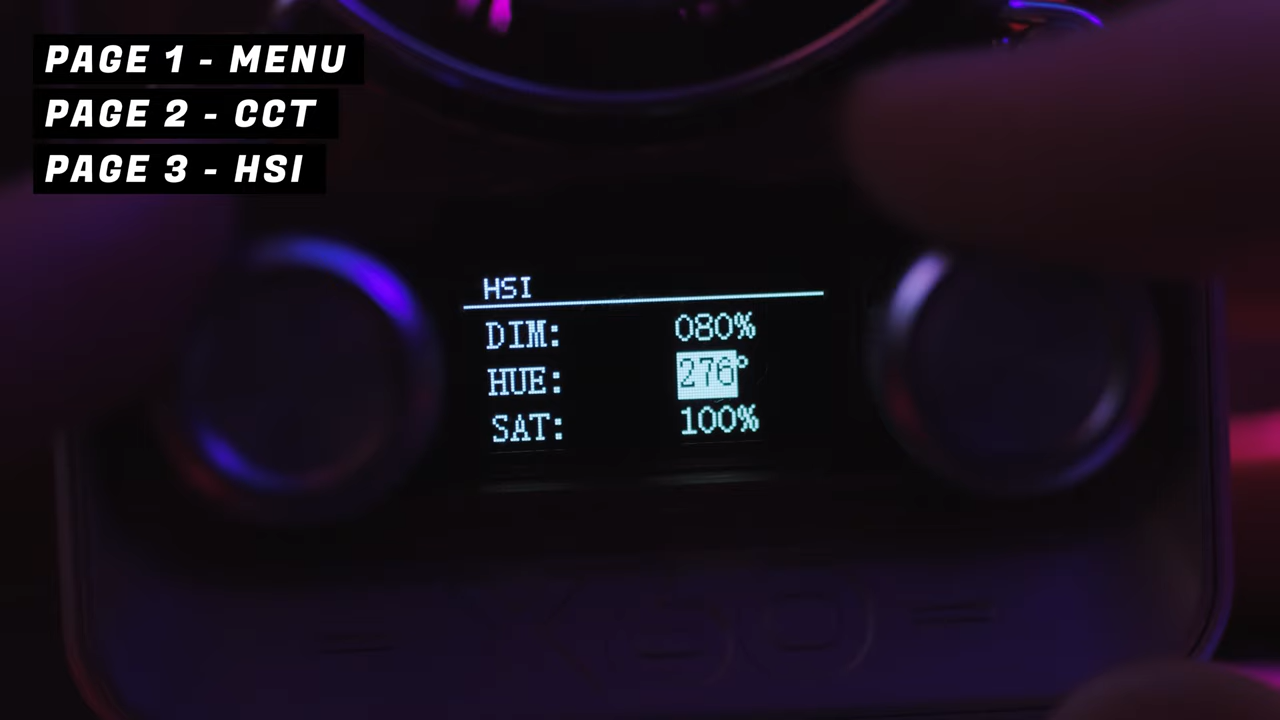 PAGE 1 - MENU
PAGE 2 - CCT
PAGE 3 - HSI
HSI
DIM: 080%
HUE: 276°
SAT: 100%